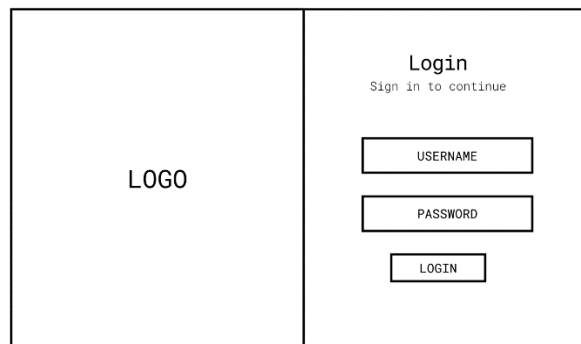 LOGO
Login
Sign in to continue
USERNAME
PASSWORD
LOGIN